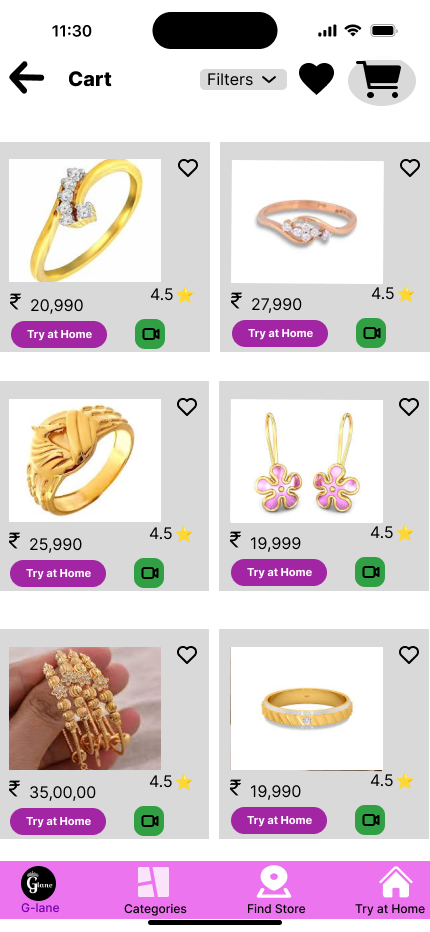 11:30
Cart
Filters
4.5
₹ 20,990
Try at Home
4.5
₹ 27,990
Try at Home
4.5
₹ 25,990
Try at Home
4.5
₹ 19,999
Try at Home
4.5
₹ 35,00,00
Try at Home
4.5
₹ 19,990
Try at Home
Glane
G-lane
Categories
Find Store
Try at Home